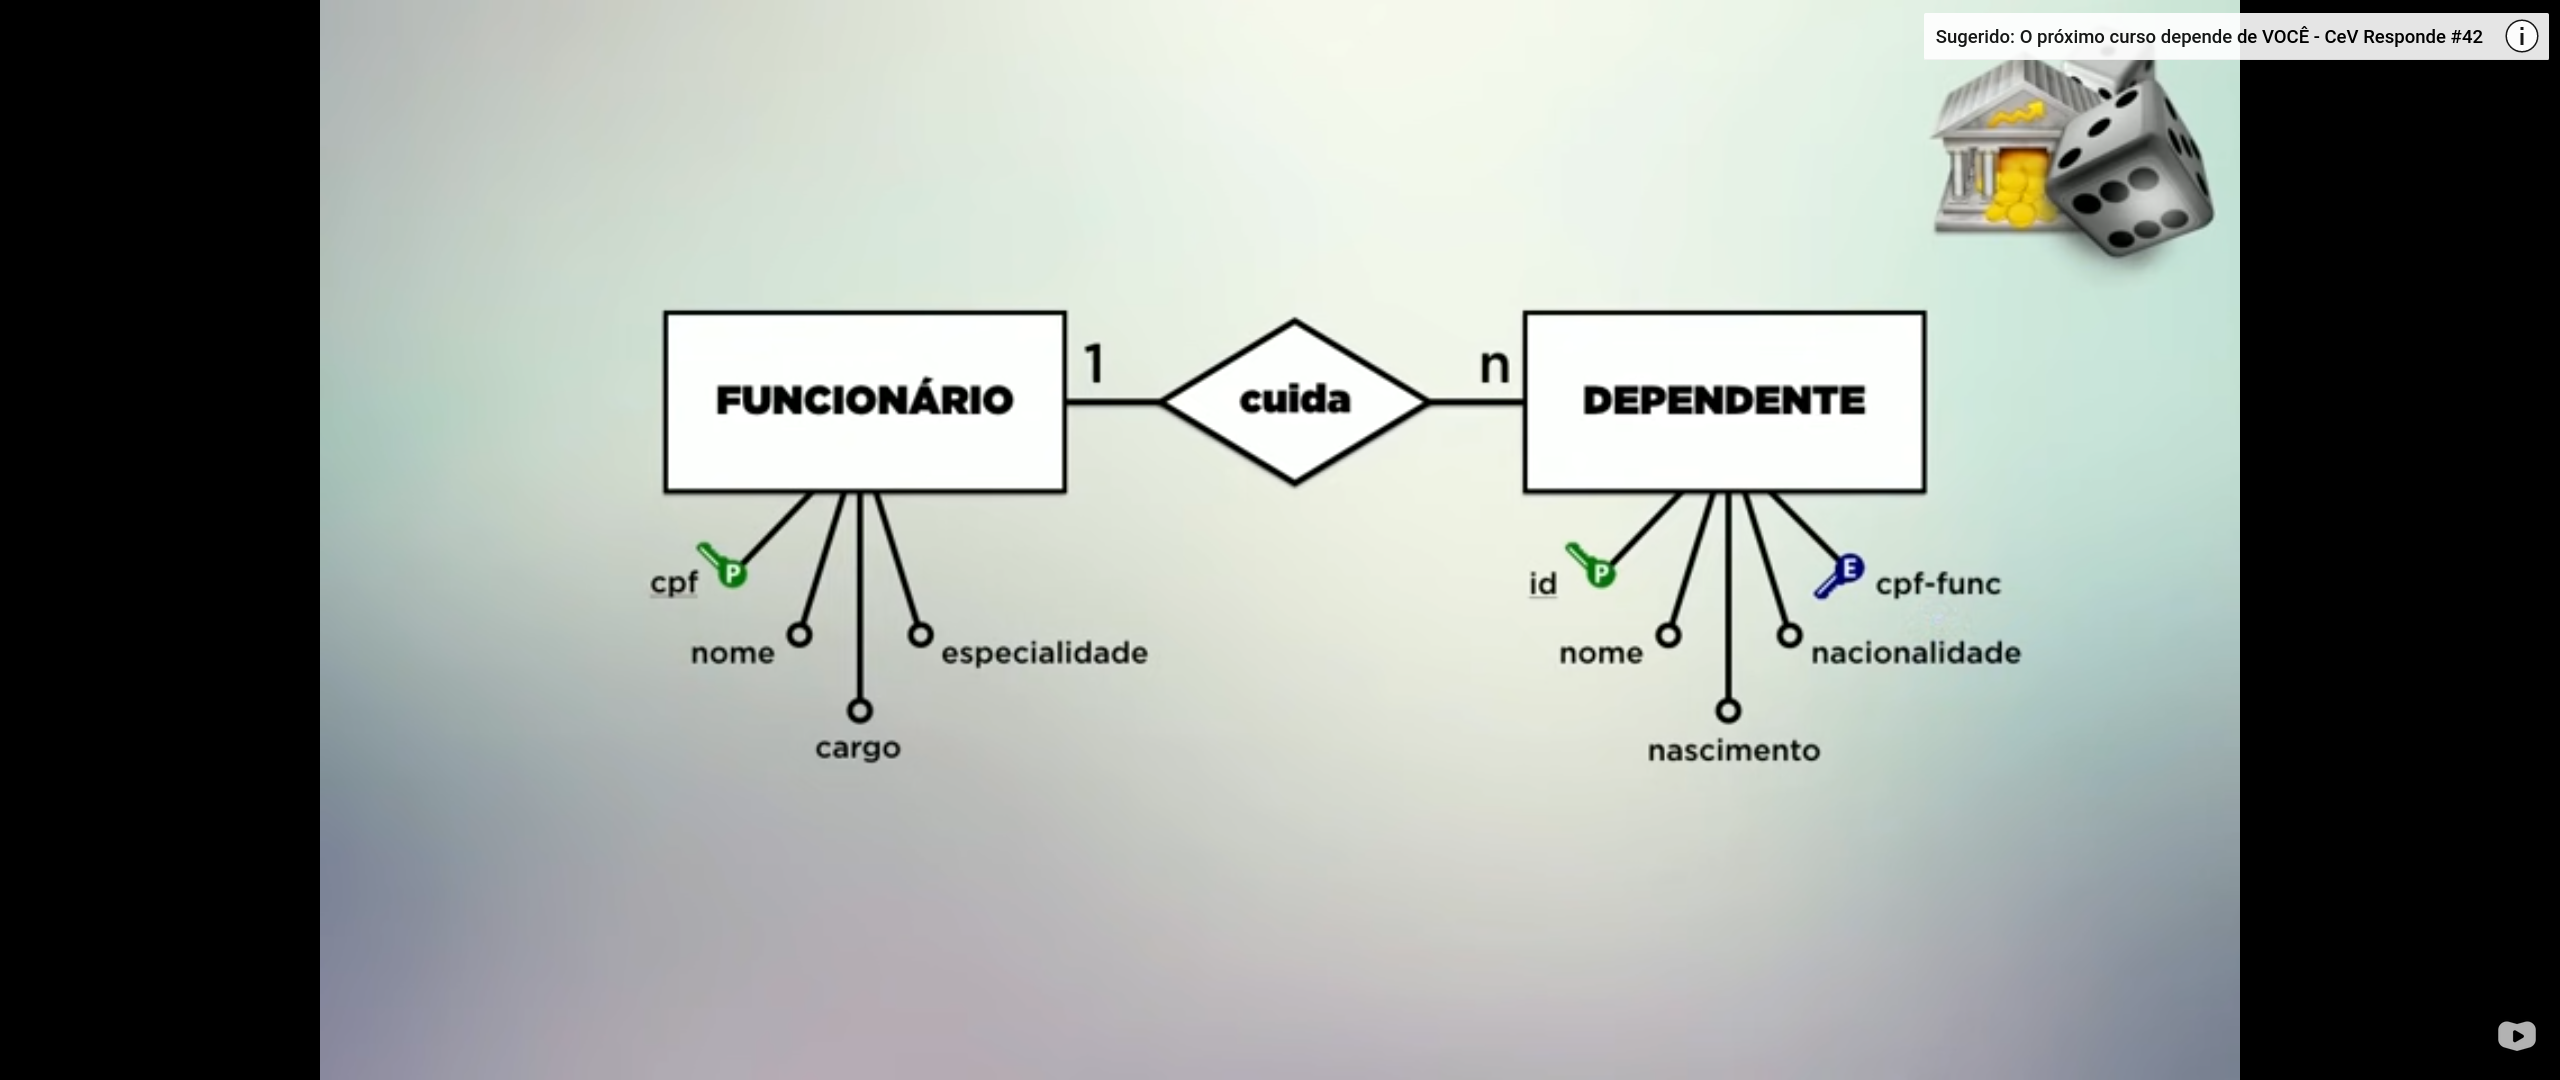 Sugerido: O próximo curso depende de VOCÊ - CeV Responde #42
i
FUNCIONÁRIO
1
cuida
n
DEPENDENTE
P
cpf
nome
cargo
especialidade
P
id
nome
nascimento
nacionalidade
E
cpf-func